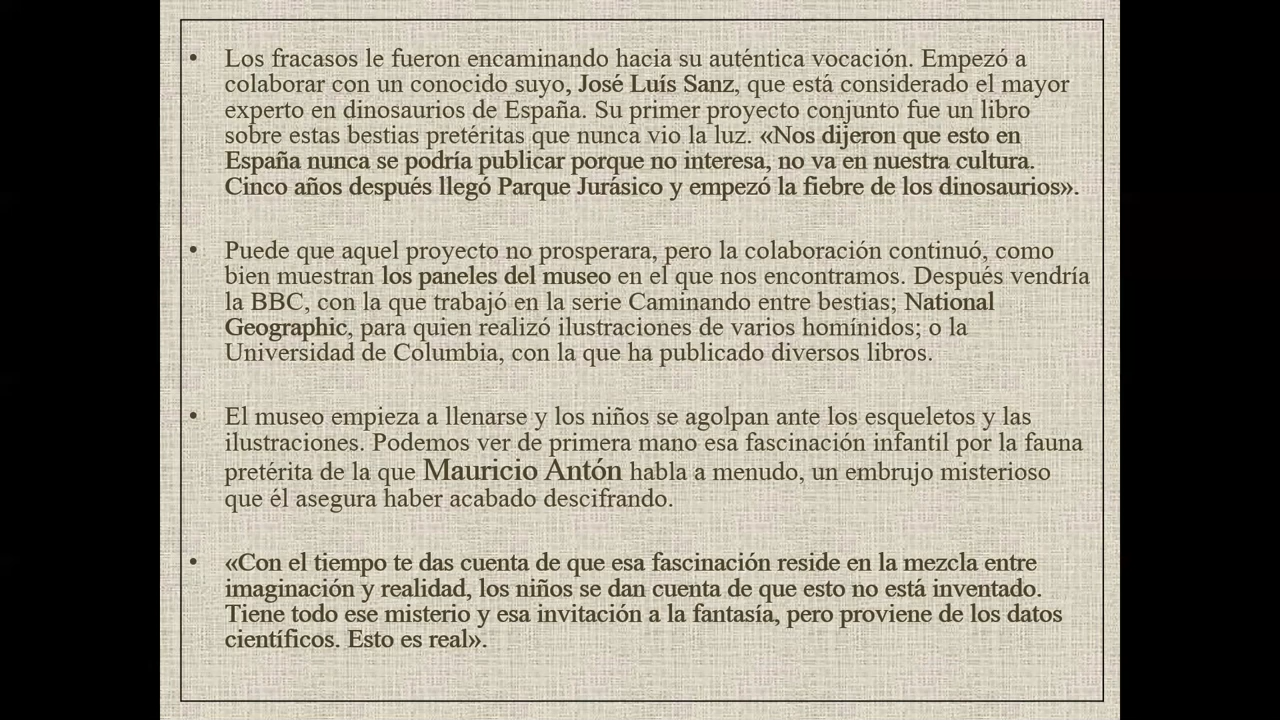 • Los fracasos le fueron encaminando hacia su auténtica vocación. Empezó a
colaborar con un conocido suyo, José Luís Sanz, que está considerado el mayor
experto en dinosaurios de España. Su primer proyecto conjunto fue un libro
sobre estas bestias pretéritas que nunca vio la luz. «Nos dijeron que esto en
España nunca se podría publicar porque no interesa, no va en nuestra cultura.
Cinco años después llegó Parque Jurásico y empezó la fiebre de los dinosaurios».
• Puede que aquel proyecto no prosperara, pero la colaboración continuó, como
bien muestran los paneles del museo en el que nos encontramos. Después vendría
la BBC, con la que trabajó en la serie Caminando entre bestias; National
Geographic, para quien realizó ilustraciones de varios homínidos; o la
Universidad de Columbia, con la que ha publicado diversos libros.
• El museo empieza a llenarse y los niños se agolpan ante los esqueletos y las
ilustraciones. Podemos ver de primera mano esa fascinación infantil por la fauna
pretérita de la que Mauricio Antón habla a menudo, un embrujo misterioso
que él asegura haber acabado descifrando.
• «Con el tiempo te das cuenta de que esa fascinación reside en la mezcla entre
imaginación y realidad, los niños se dan cuenta de que esto no está inventado.
Tiene todo ese misterio y esa invitación a la fantasía, pero proviene de los datos
científicos. Esto es real».